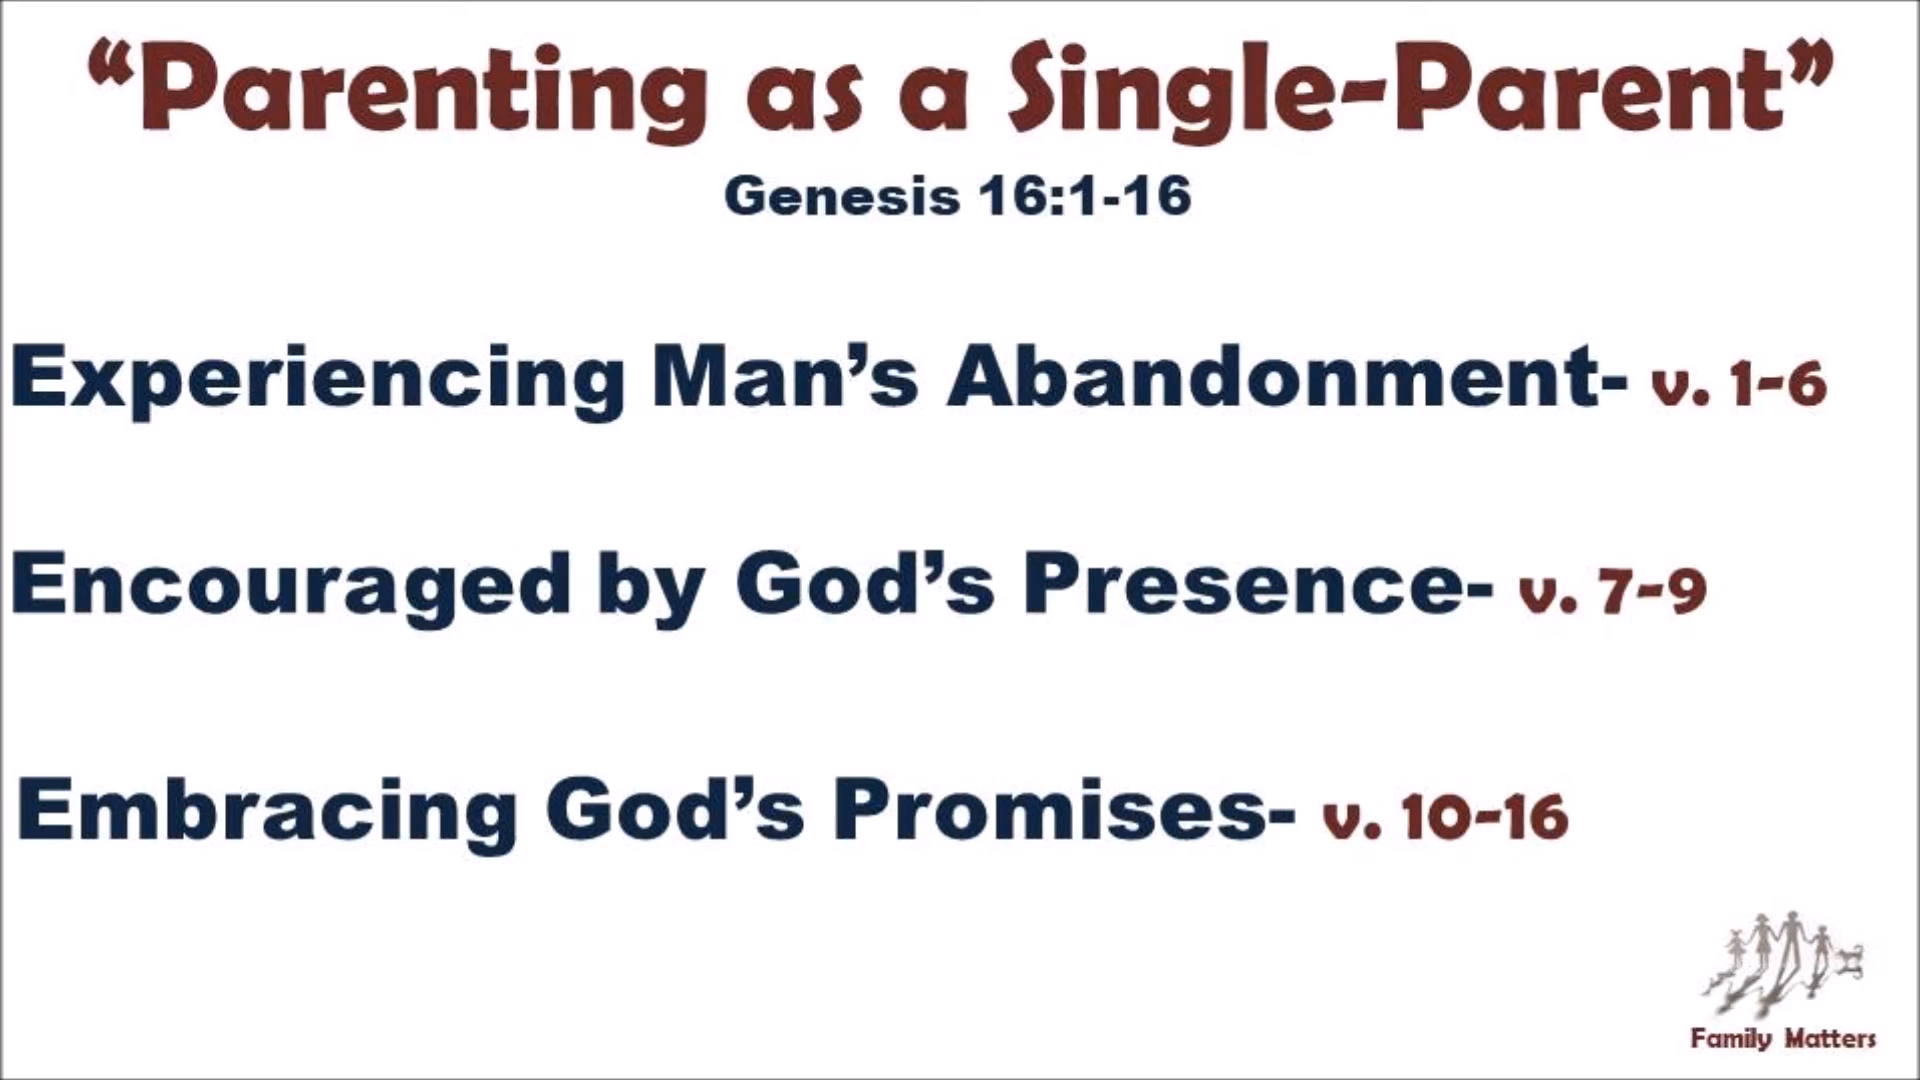 “Parenting as a Single-Parent”
Genesis 16:1-16
Experiencing Man’s Abandonment- v. 1-6
Encouraged by God’s Presence- v. 7-9
Embracing God’s Promises- v. 10-16
Family Matters